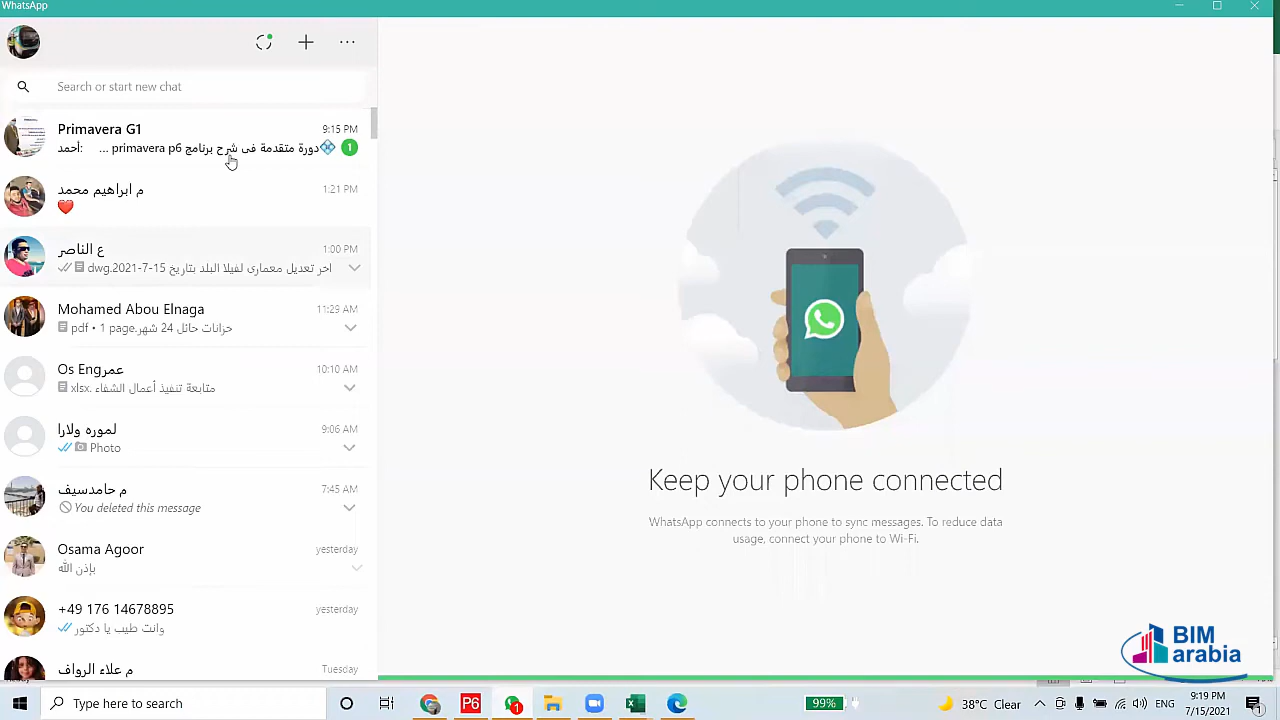 WhatsApp
Search or start new chat
Primavera G1
9:15 PM
أحمد: دورة متقدمة فى شرح برنامج primavera p6 ...
1
م ابراهيم محمد
1:21 PM
ع الناصر
1:00 PM
اخر تعديل معمارى لفيلا البلد بتاريخ 15-7-2021.dwg
Mohamed Abou Elnaga
11:29 AM
خزانات حائل 24 شهر.pdf • 1 page
Os Engعمر
10:10 AM
متابعة تنفيذ أعمال الشفاء .xlsx
لموره ولارا
9:06 AM
Photo
م حامدسيف
7:45 AM
You deleted this message
Osama Agoor
yesterday
بإذن الله
+49 176 14678895
yesterday
وانت طيب يا دكتور
م علاء الرواف
Tuesday
Keep your phone connected
WhatsApp connects to your phone to sync messages. To reduce data
usage, connect your phone to Wi-Fi.
BIM
arabia
Type here to search
P6
1
99%
38°C Clear
ENG
9:19 PM
7/15/2021
1